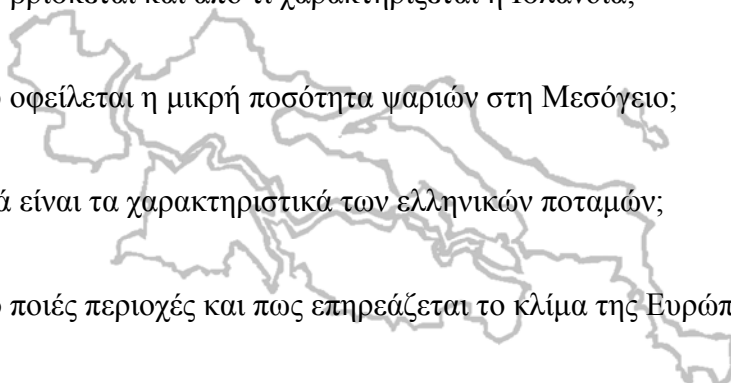 βρίσκεται και από τι χαρακτηρίζεται η Ισλανδία;
οφείλεται η μικρή ποσότητα ψαριών στη Μεσόγειο;
είναι τα χαρακτηριστικά των ελληνικών ποταμών;
ποιές περιοχές και πως επηρεάζεται το κλίμα της